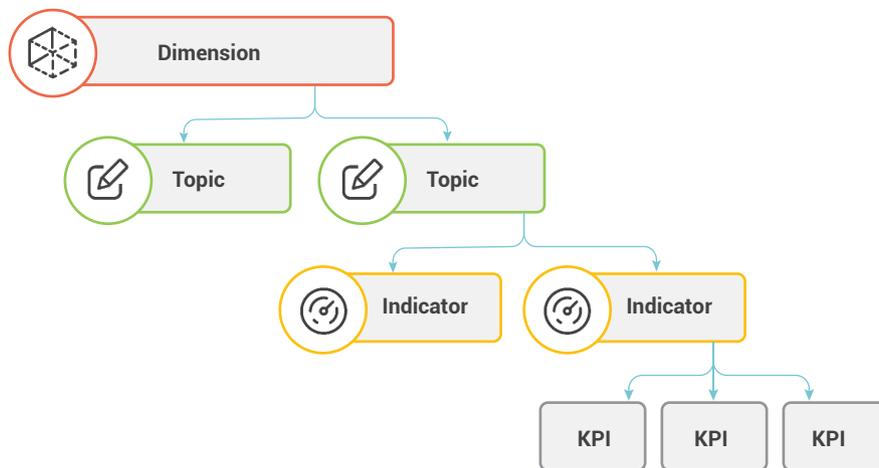 Dimension
Topic
Topic
Indicator
Indicator
KPI
KPI
KPI